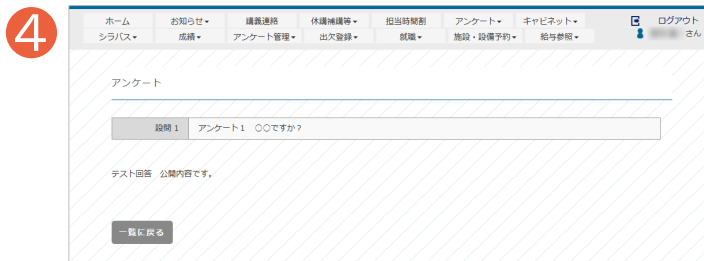 4
ホーム お知らせ▼ 講義連絡 休講補講等▼ 担当時間割 アンケート▼ キャビネット▼ ログアウト
シラバス▼ 成績▼ アンケート管理▼ 出欠登録▼ 就職▼ 施設・設備予約▼ 給与参照▼ さん
アンケート
設問 1 アンケート 1 ○○ですか？
テスト回答 公開内容です。
一覧に戻る